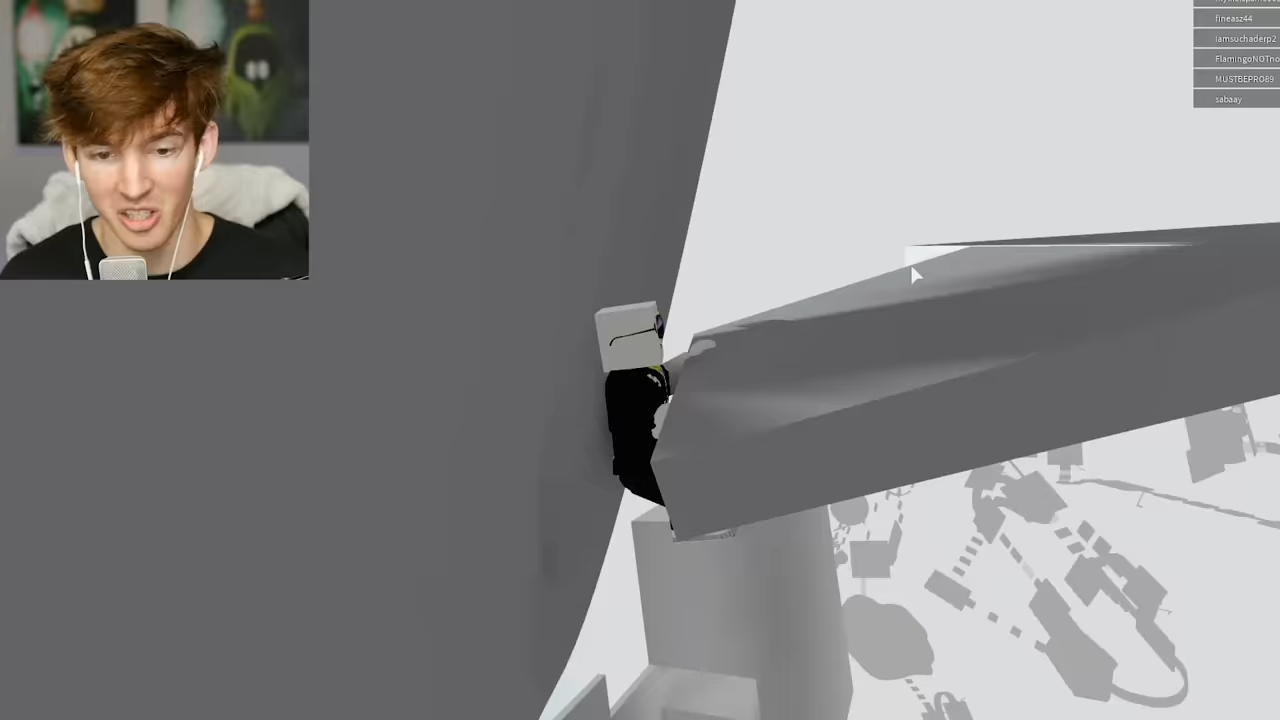 fineasz44
Iamsuchaderp2
FlamingoNOTno
MUSTBEPRO89
sabaay